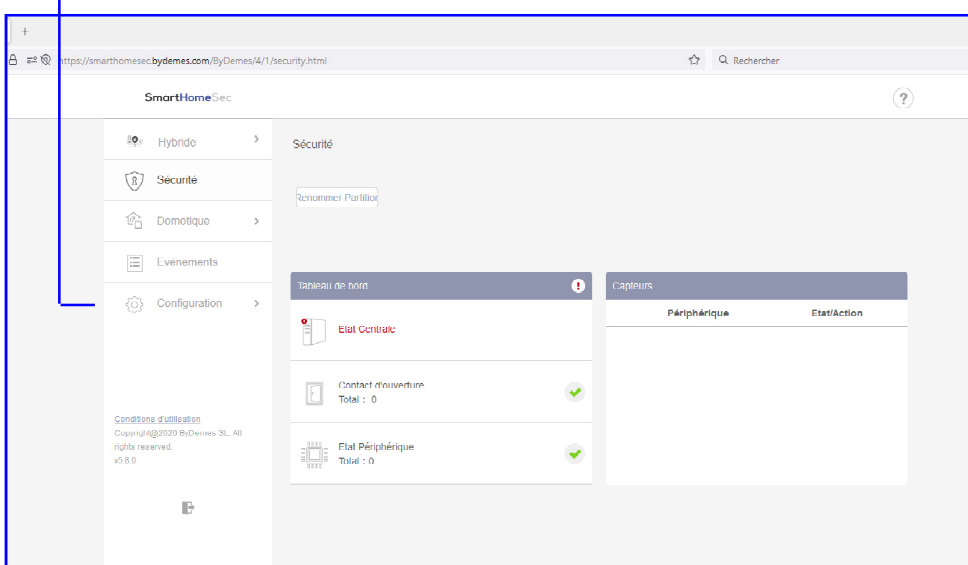 +
https://smarthomesec.bydemes.com/ByDemes/4/1/security.html
Rechercher
SmartHomeSec
?
Hybride
Sécurité
Domotique
Evénements
Configuration
Conditions d'utilisation
Copyright@2020 ByDemes SL. All
rights reserved.
v5.8.0
Sécurité
Renommer Partition
Tableau de bord
!
Etat Centrale
Contact d'ouverture
Total : 0
Etat Périphérique
Total : 0
Capteurs
Périphérique Etat/Action